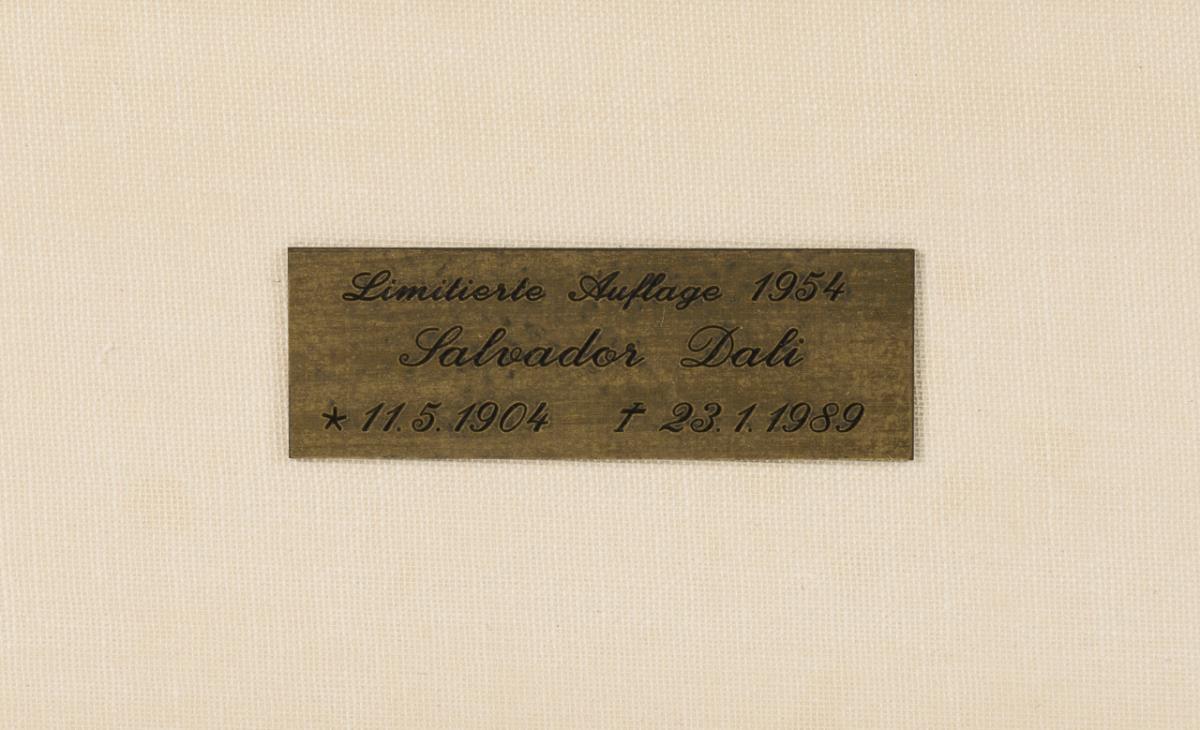 Limitierte Auflage 1954
Salvador Dali
* 11.5.1904 † 23.1.1989